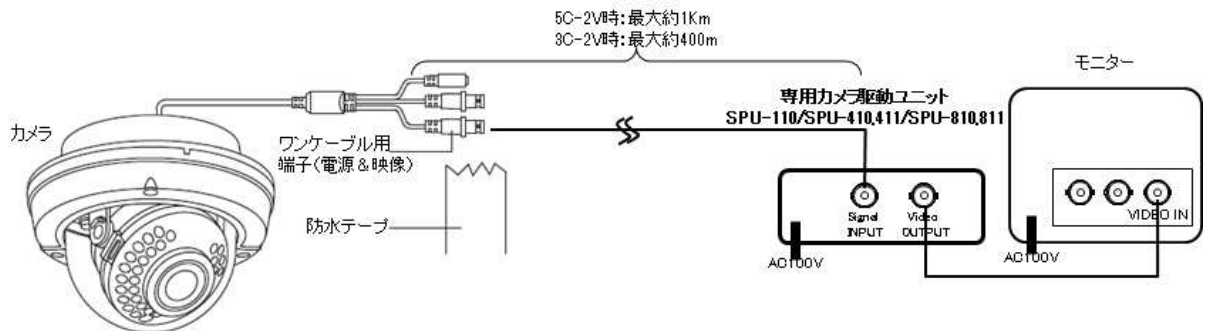 5C-2V時:最大約1Km
3C-2V時:最大約400m
モニター
専用カメラ駆動ユニット
SPU-110/SPU-410,411/SPU-810,811
カメラ
ワンケーブル用
端子(電源&映像)
防水テープ
Signal
INPUT
Video
OUTPUT
VIDEO IN
AC100V
AC100V